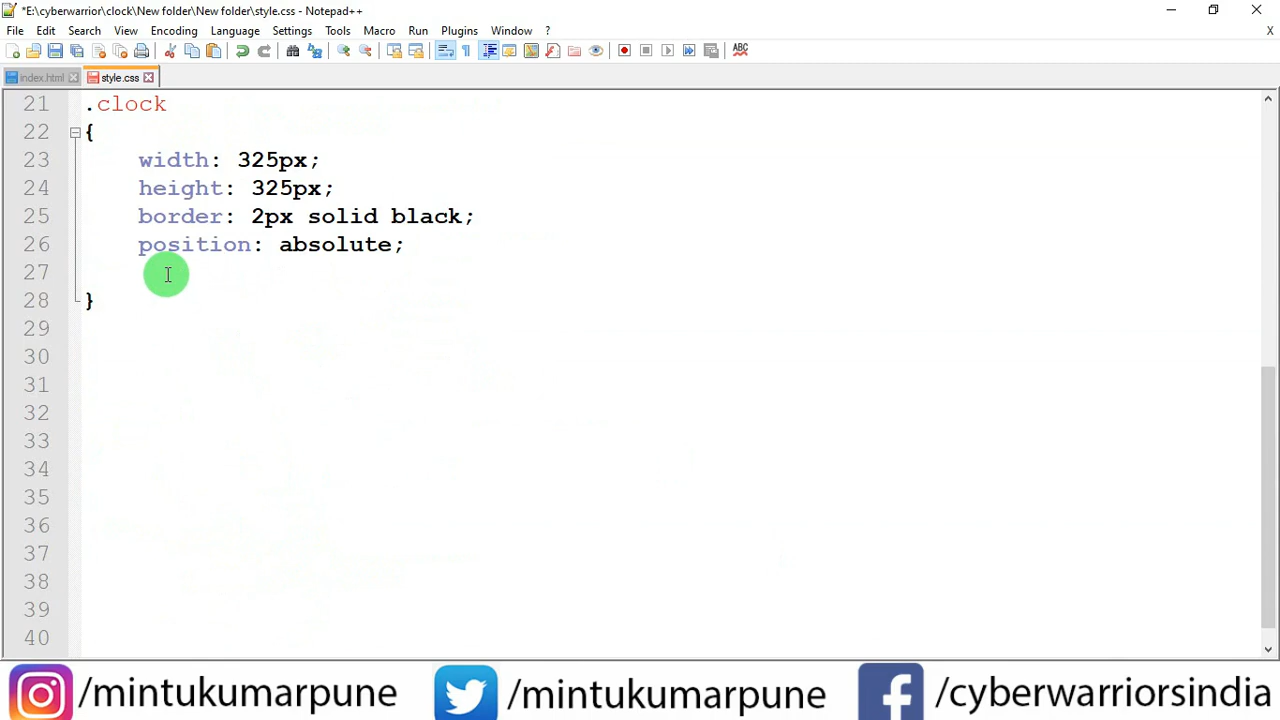 *E:\cyberwarrior\clock\New folder\New folder\style.css - Notepad++
File Edit Search View Encoding Language Settings Tools Macro Run Plugins Window ? X
index.html style.css
ABC
21 .clock
22 {
23 width: 325px;
24 height: 325px;
25 border: 2px solid black;
26 position: absolute;
27
28 }
29
30
31
32
33
34
35
36
37
38
39
40
/mintukumarpune /mintukumarpune /cyberwarriorsindia